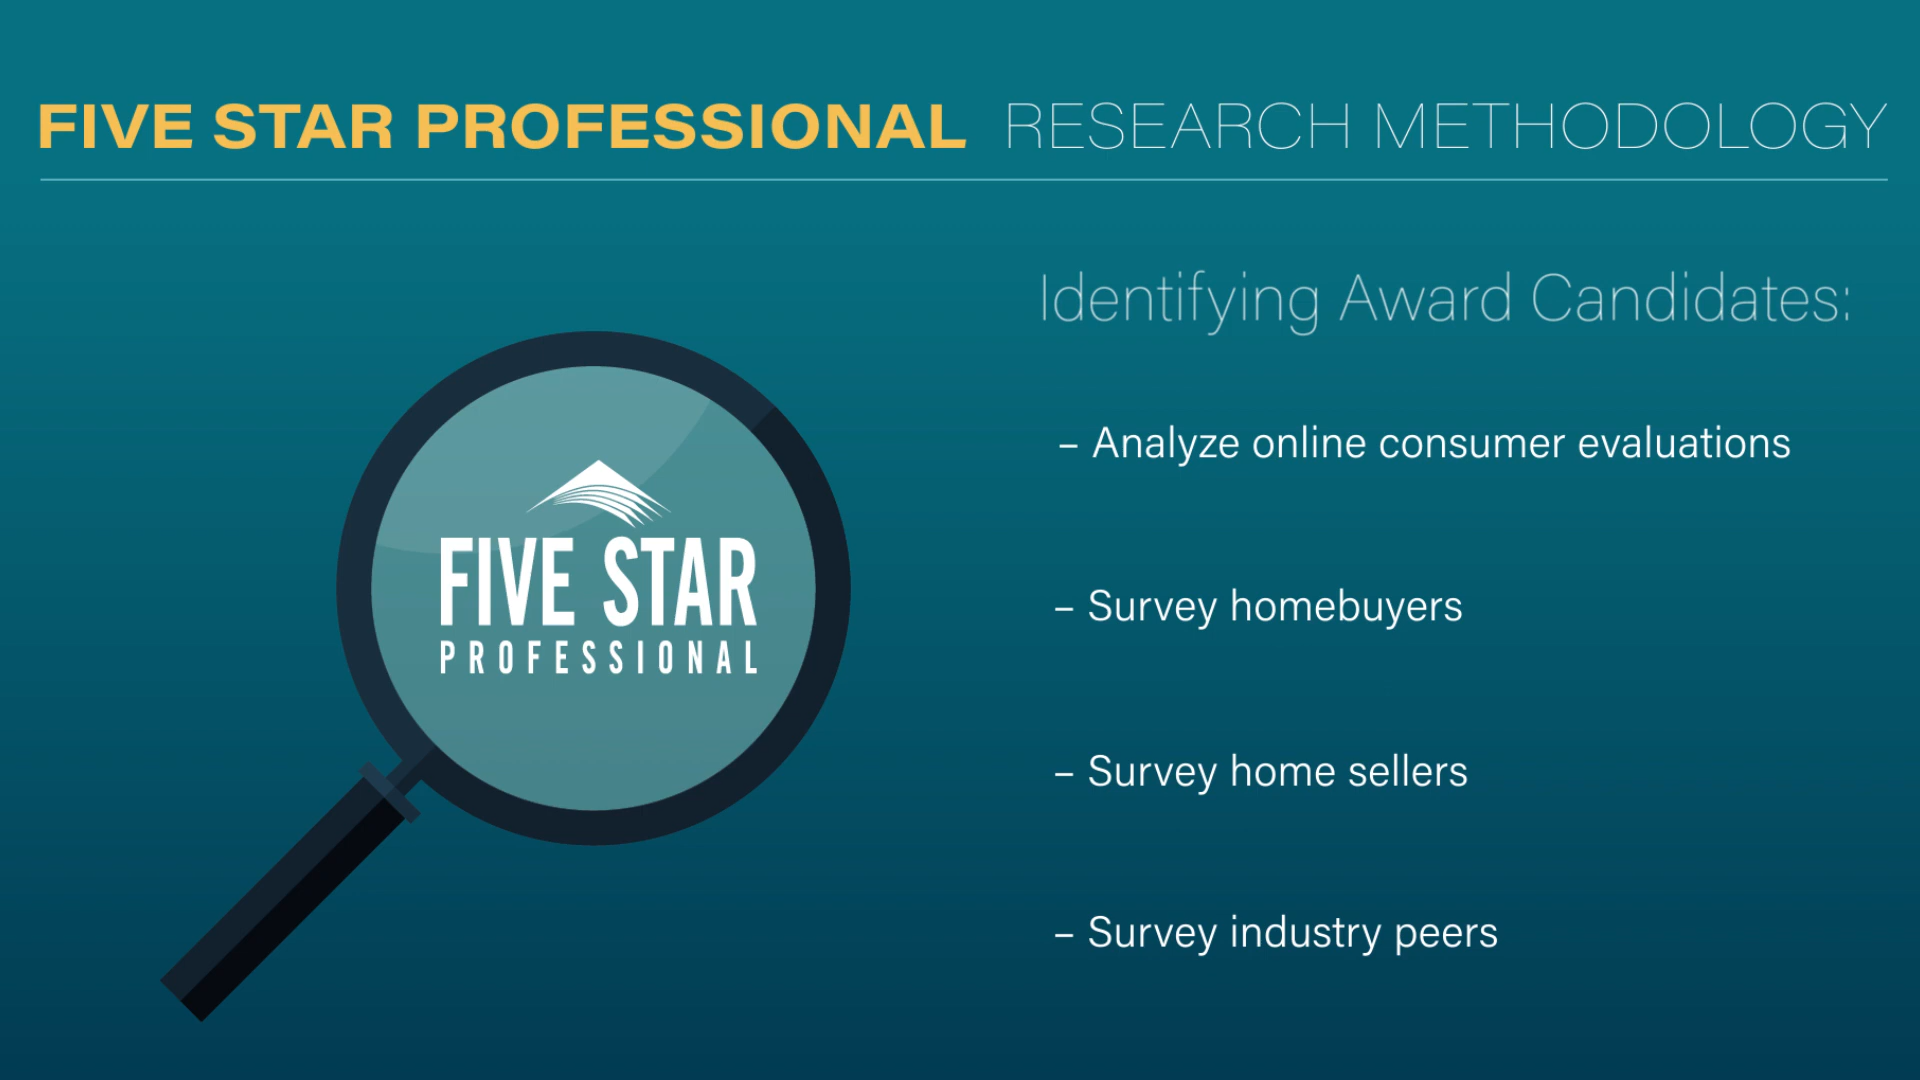 FIVE STAR PROFESSIONAL RESEARCH METHODOLOGY
FIVE STAR
PROFESSIONAL
Identifying Award Candidates:
– Analyze online consumer evaluations
– Survey homebuyers
– Survey home sellers
– Survey industry peers